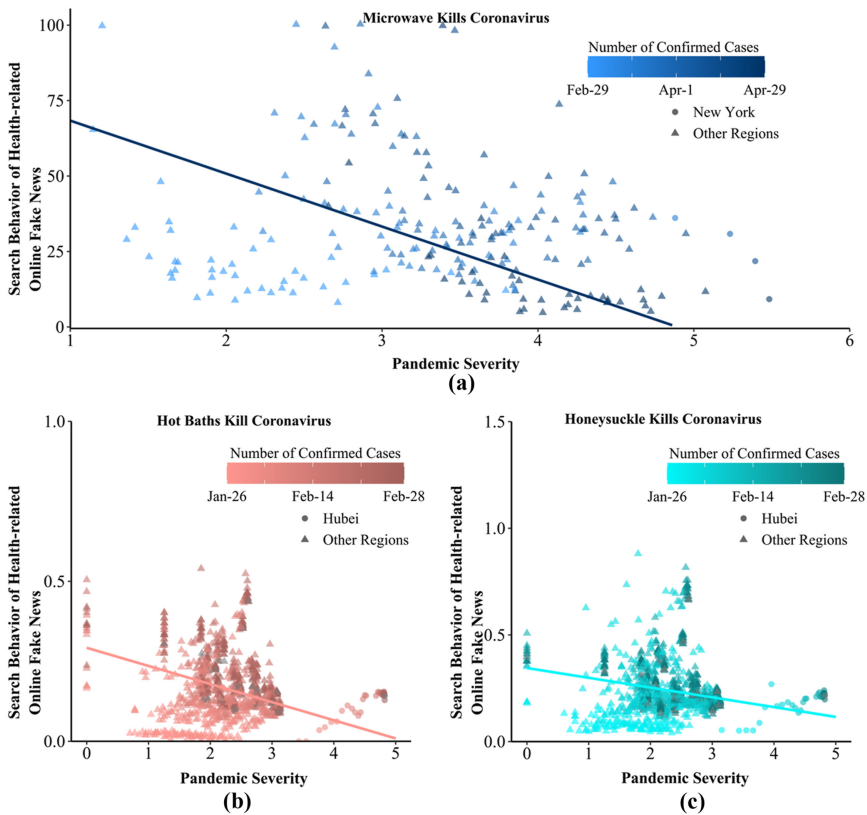 Microwave Kills Coronavirus
Number of Confirmed Cases
Feb-29 Apr-1 Apr-29
New York
Other Regions
Search Behavior of Health-related
Online Fake News
100
75
50
25
0
1 2 3 4 5 6
Pandemic Severity
(a)
Hot Baths Kill Coronavirus
Number of Confirmed Cases
Jan-26 Feb-14 Feb-28
Hubei
Other Regions
Search Behavior of Health-related
Online Fake News
1.0
0.5
0.0
0 1 2 3 4 5
Pandemic Severity
(b)
Honeysuckle Kills Coronavirus
Number of Confirmed Cases
Jan-26 Feb-14 Feb-28
Hubei
Other Regions
Search Behavior of Health-related
Online Fake News
1.5
1.0
0.5
0.0
0 1 2 3 4 5
Pandemic Severity
(c)